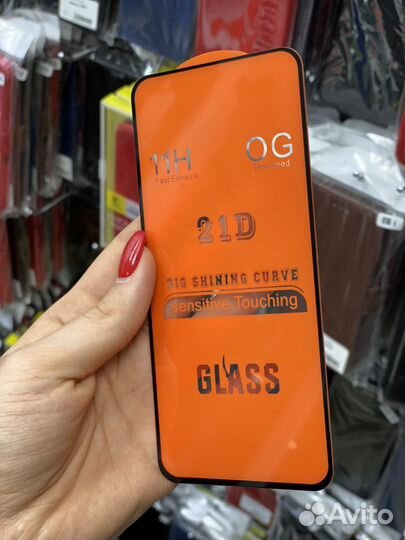 11H
Fast Exhaust
OG
Tempered
21D
BIG SHINING CURVE
sensitive Touching
GLASS
Avito